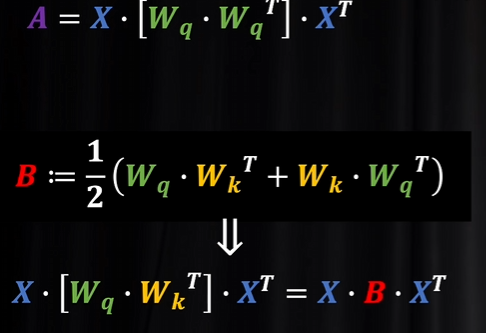 A = X · [W_q · W_q^T] · X^T
B ≔ 1/2 (W_q · W_k^T + W_k · W_q^T)
⇓
X · [W_q · W_k^T] · X^T = X · B · X^T